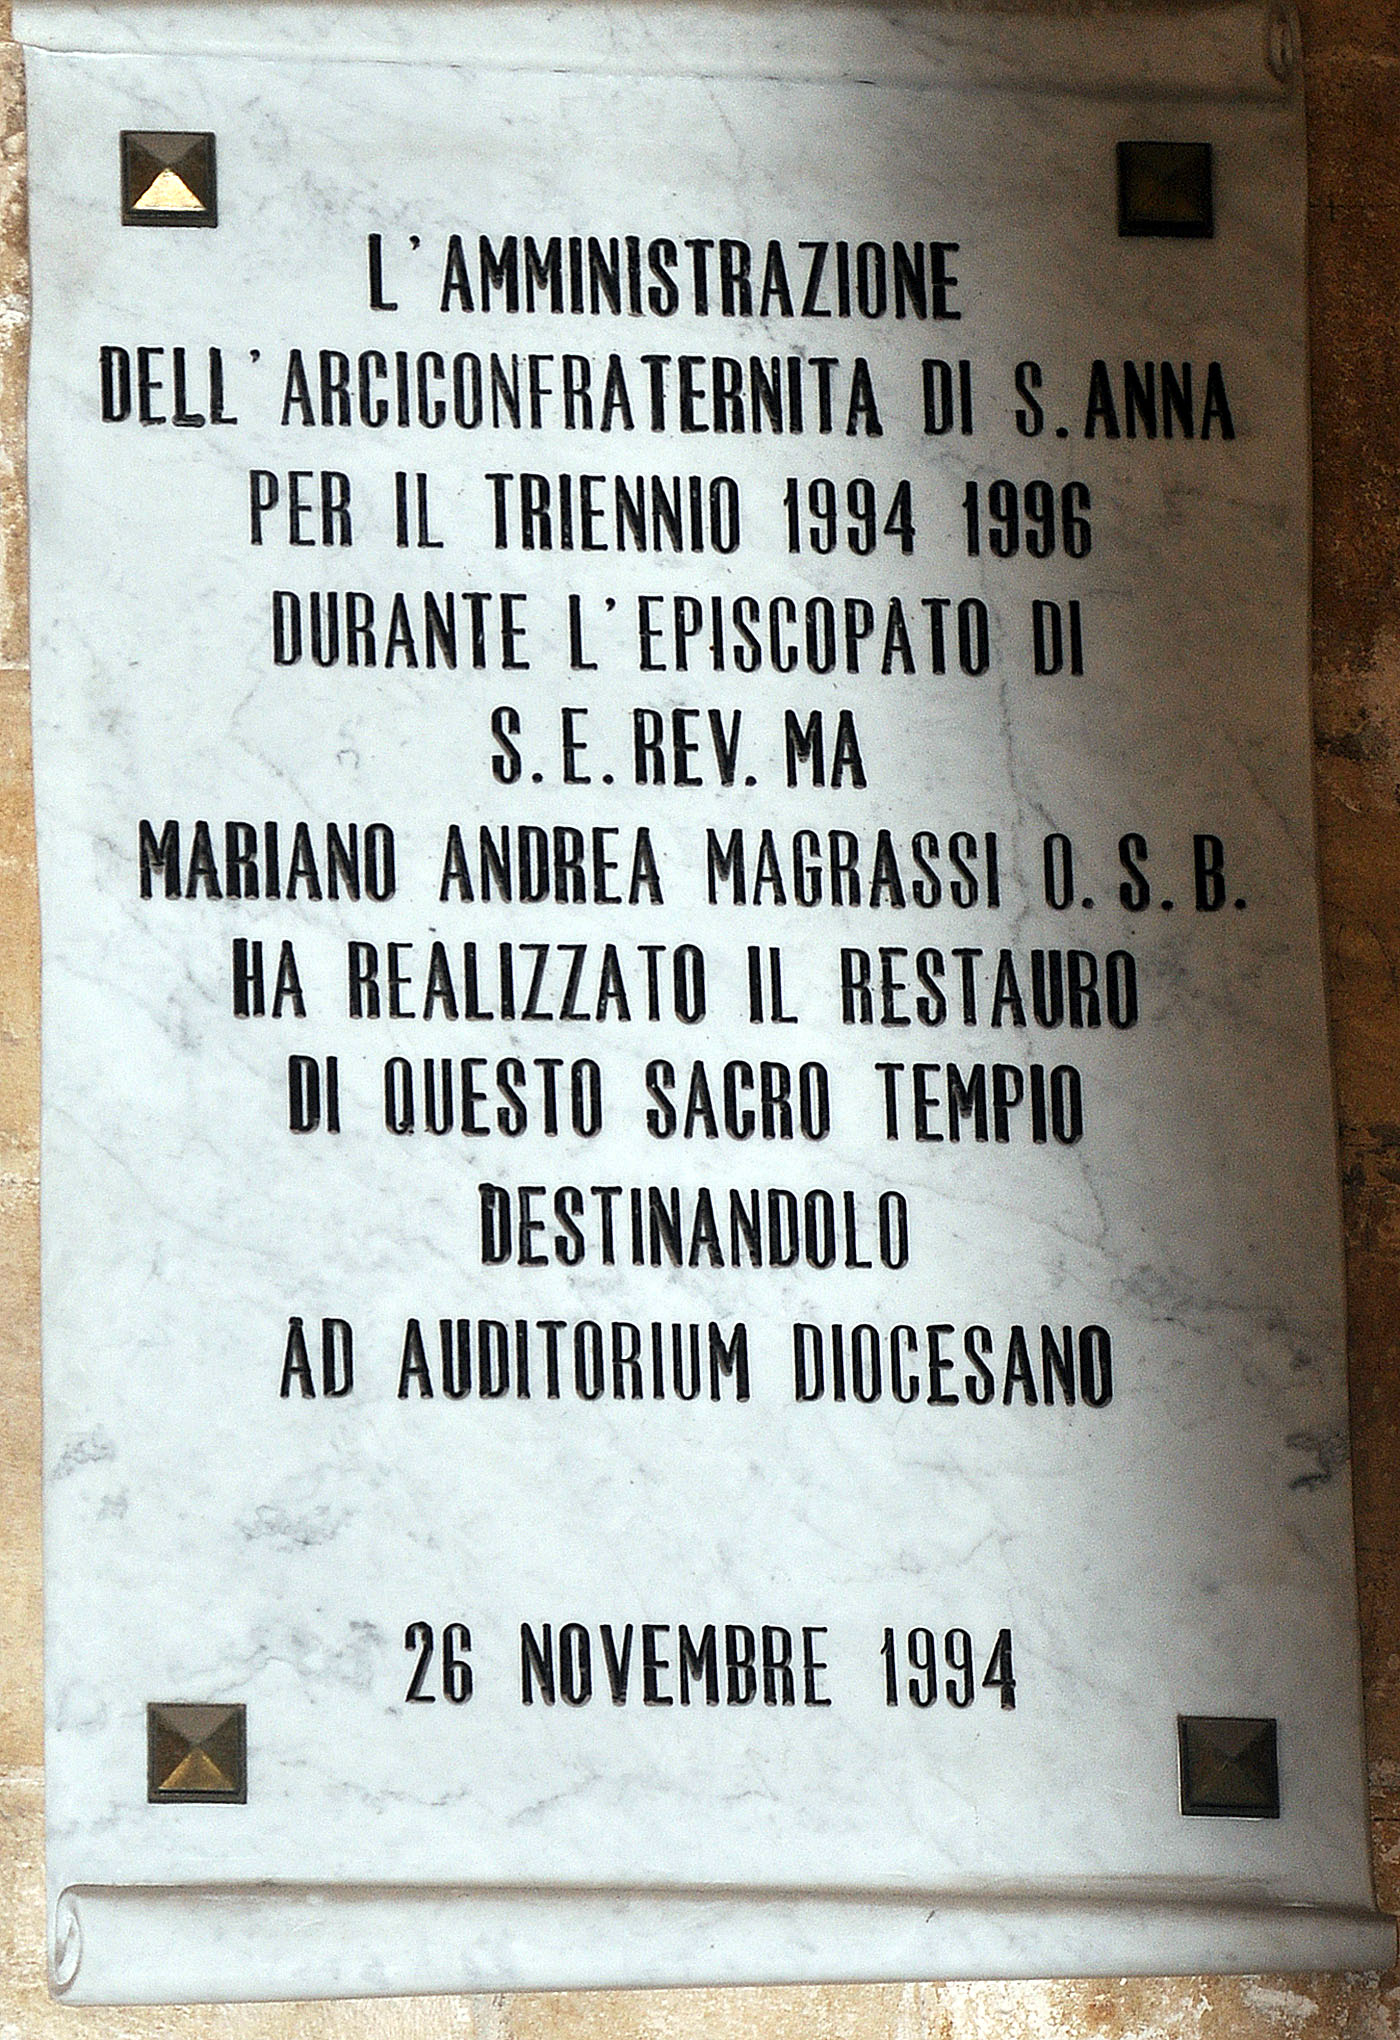 L'AMMINISTRAZIONE
DELL'ARCICONFRATERNITA DI S.ANNA
PER IL TRIENNIO 1994 1996
DURANTE L'EPISCOPATO DI
S.E.REV.MA
MARIANO ANDREA MAGRASSI O.S.B.
HA REALIZZATO IL RESTAURO
DI QUESTO SACRO TEMPIO
DESTINANDOLO
AD AUDITORIUM DIOCESANO
26 NOVEMBRE 1994